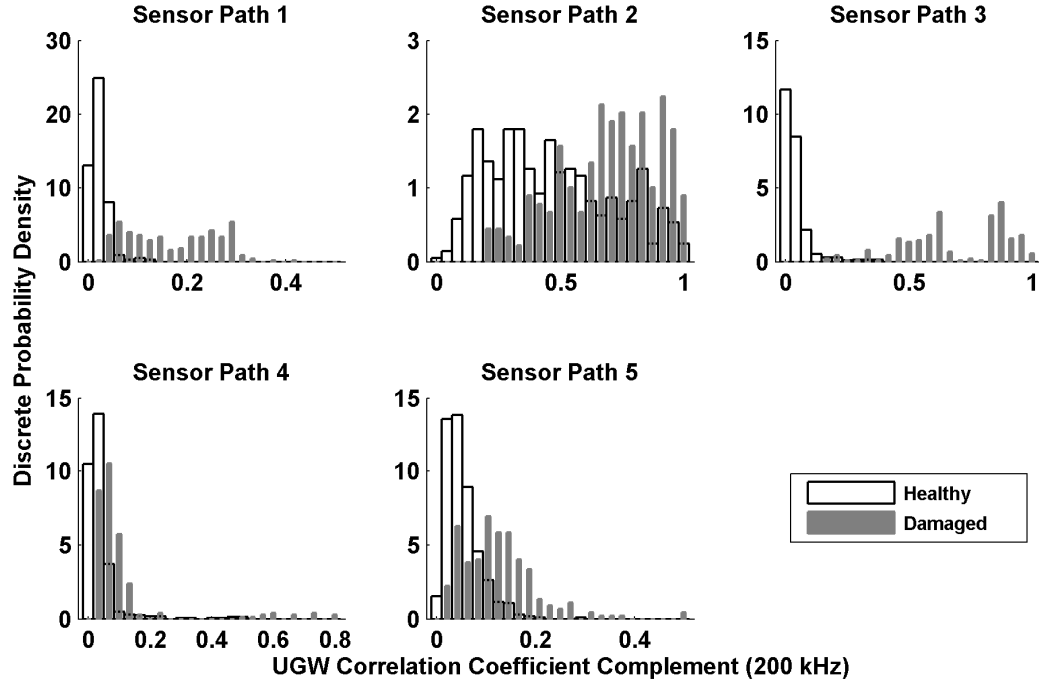 Sensor Path 1
Sensor Path 2
Sensor Path 3
30
20
10
0
0 0.2 0.4
3
2
1
0
0 0.5 1
15
10
5
0
0 0.5 1
Discrete Probability Density
Sensor Path 4
Sensor Path 5
15
10
5
0
0 0.2 0.4 0.6 0.8
15
10
5
0
0 0.2 0.4
Healthy
Damaged
UGW Correlation Coefficient Complement (200 kHz)